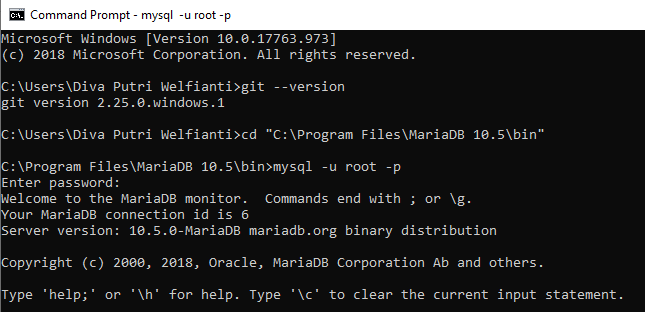 Command Prompt - mysql -u root -p
Microsoft Windows [Version 10.0.17763.973]
(c) 2018 Microsoft Corporation. All rights reserved.
C:\Users\Diva Putri Welfianti>git --version
git version 2.25.0.windows.1
C:\Users\Diva Putri Welfianti>cd "C:\Program Files\MariaDB 10.5\bin"
C:\Program Files\MariaDB 10.5\bin>mysql -u root -p
Enter password:
Welcome to the MariaDB monitor.  Commands end with ; or \g.
Your MariaDB connection id is 6
Server version: 10.5.0-MariaDB mariadb.org binary distribution
Copyright (c) 2000, 2018, Oracle, MariaDB Corporation Ab and others.
Type 'help;' or '\h' for help. Type '\c' to clear the current input statement.